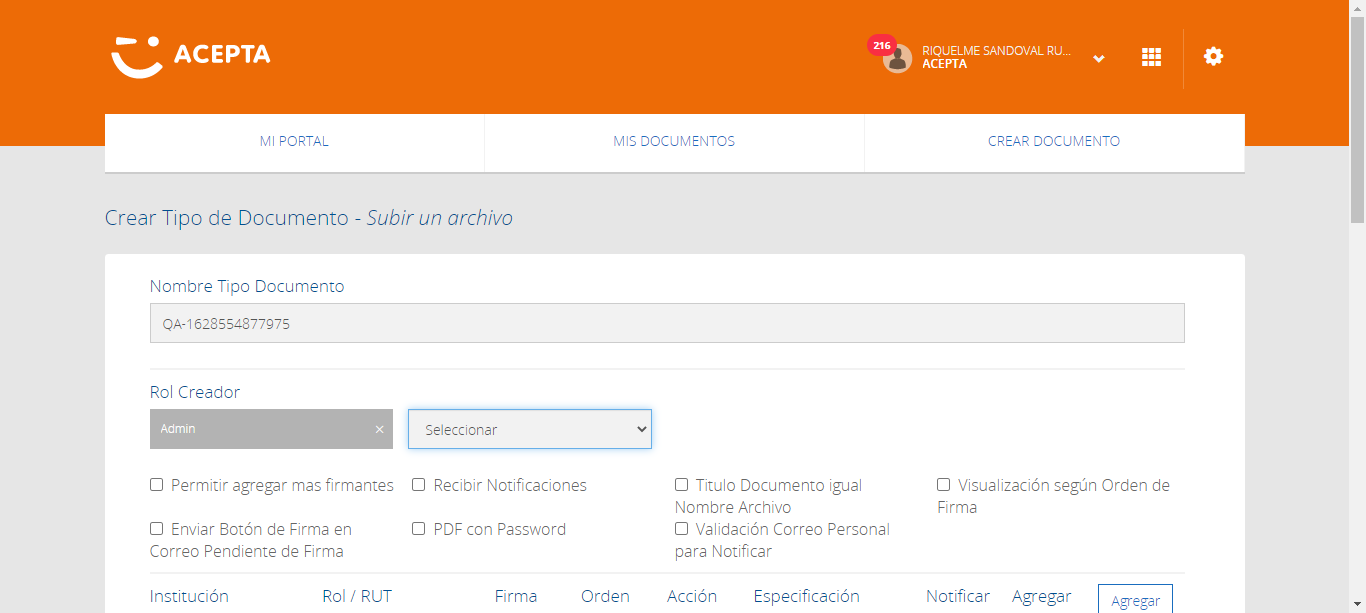 ACEPTA
216
RIQUELME SANDOVAL RU...
ACEPTA
MI PORTAL
MIS DOCUMENTOS
CREAR DOCUMENTO
Crear Tipo de Documento - Subir un archivo
Nombre Tipo Documento
QA-1628554877975
Rol Creador
Admin ×
Seleccionar
Permitir agregar mas firmantes
Recibir Notificaciones
Titulo Documento igual
Nombre Archivo
Visualización según Orden de
Firma
Enviar Botón de Firma en
Correo Pendiente de Firma
PDF con Password
Validación Correo Personal
para Notificar
Institución Rol / RUT Firma Orden Acción Especificación Notificar Agregar Agregar